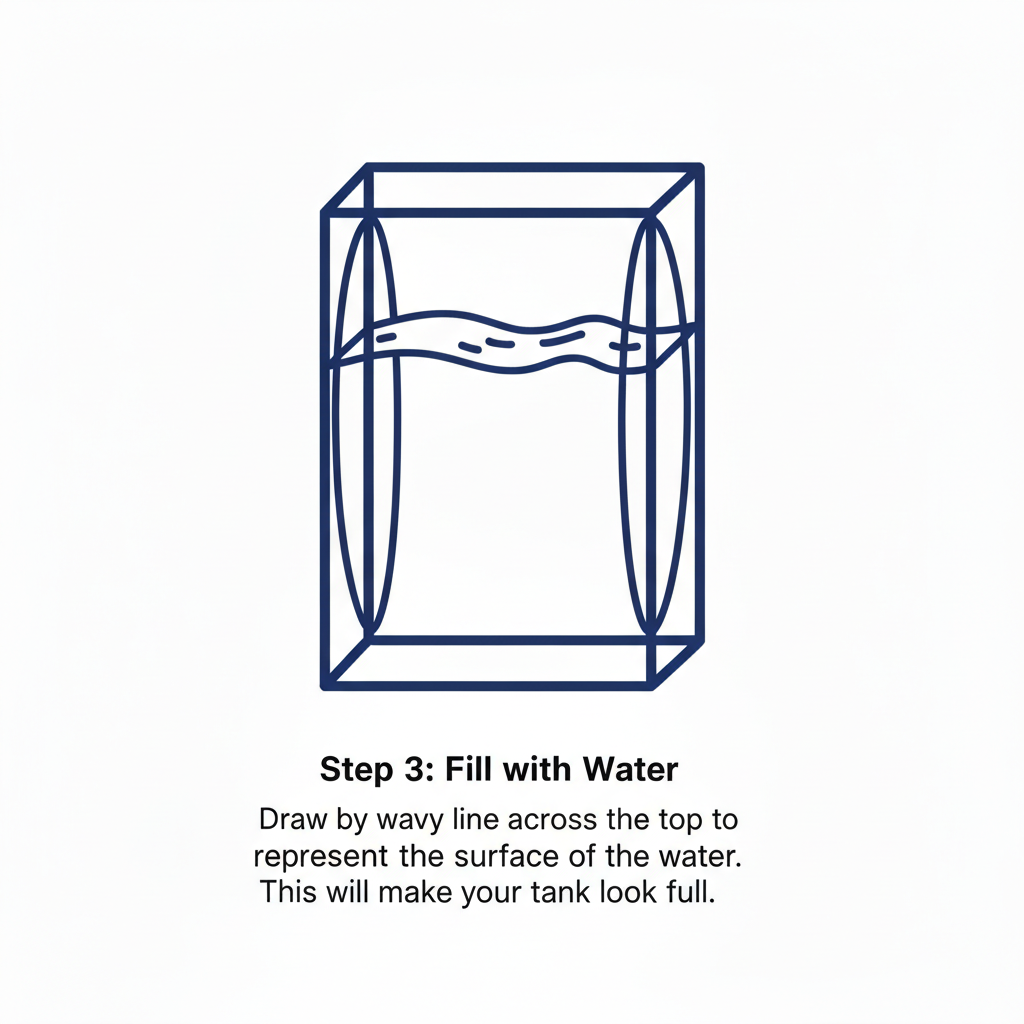 Step 3: Fill with Water
Draw by wavy line across the top to
represent the surface of the water.
This will make your tank look full.